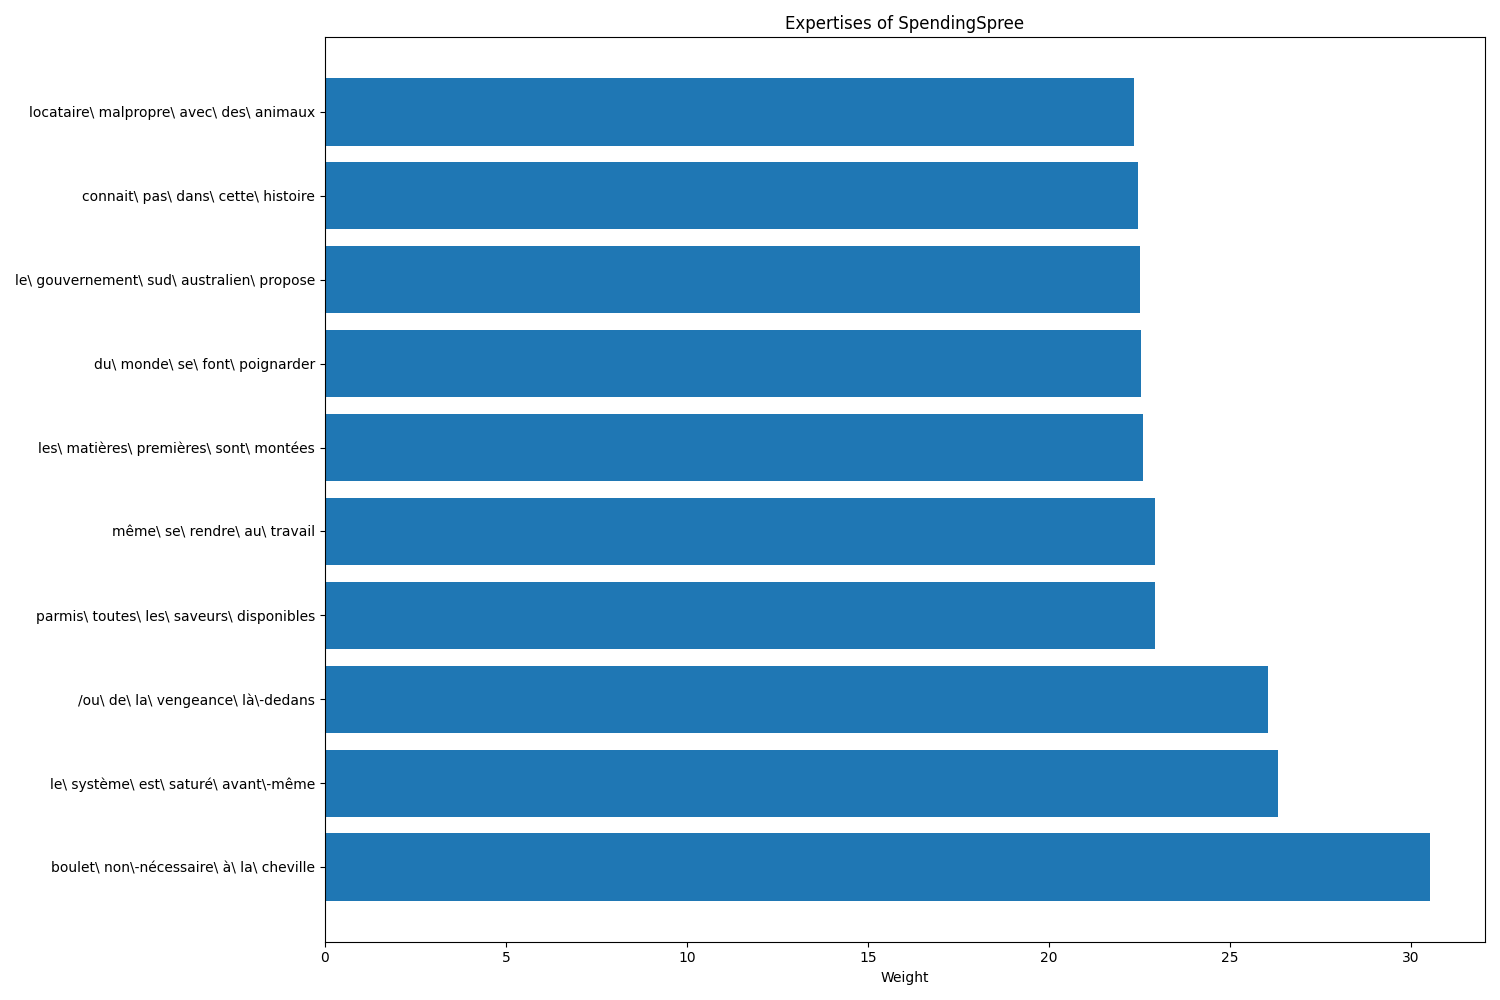 Expertises of SpendingSpree
locataire\ malpropre\ avec\ des\ animaux
connait\ pas\ dans\ cette\ histoire
le\ gouvernement\ sud\ australien\ propose
du\ monde\ se\ font\ poignarder
les\ matières\ premières\ sont\ montées
même\ se\ rendre\ au\ travail
parmis\ toutes\ les\ saveurs\ disponibles
/ou\ de\ la\ vengeance\ là\-dedans
le\ système\ est\ saturé\ avant\-même
boulet\ non\-nécessaire\ à\ la\ cheville
0 5 10 15 20 25 30
Weight